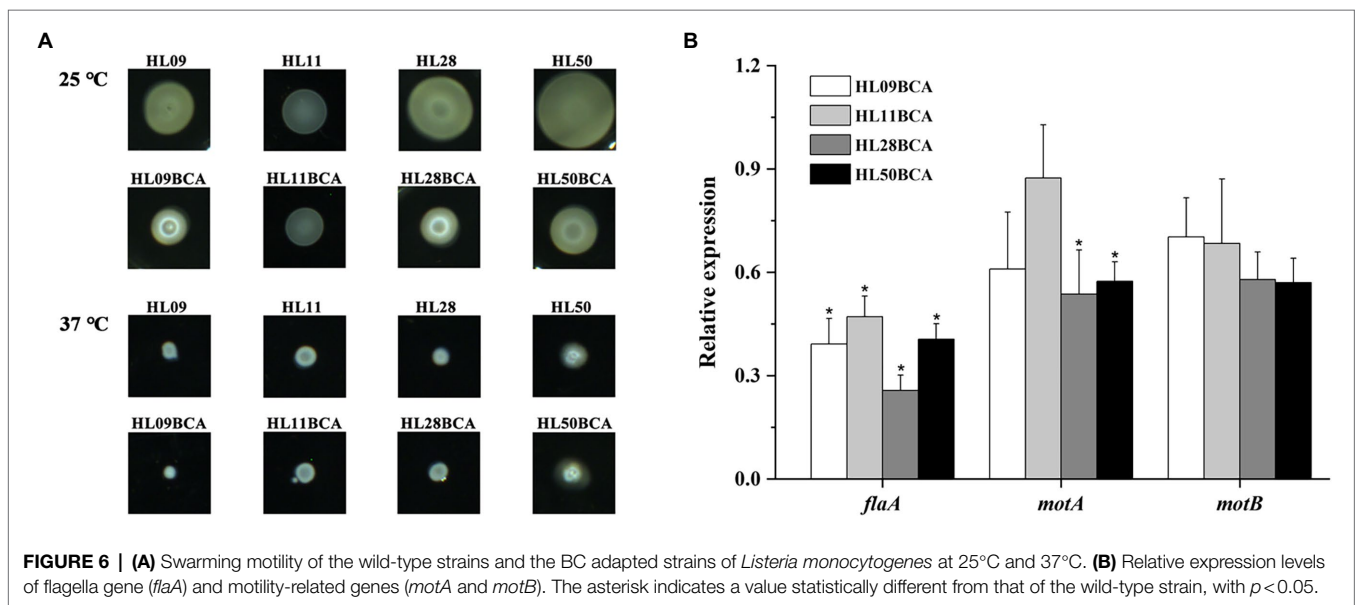 A
25 °C
HL09 HL11 HL28 HL50
HL09BCA HL11BCA HL28BCA HL50BCA
37 °C
HL09 HL11 HL28 HL50
HL09BCA HL11BCA HL28BCA HL50BCA
B
Relative expression
1.2
0.9
0.6
0.3
0.0
HL09BCA
HL11BCA
HL28BCA
HL50BCA
* * * * * *
flaA motA motB
FIGURE 6 | (A) Swarming motility of the wild-type strains and the BC adapted strains of Listeria monocytogenes at 25°C and 37°C. (B) Relative expression levels
of flagella gene (flaA) and motility-related genes (motA and motB). The asterisk indicates a value statistically different from that of the wild-type strain, with p<0.05.